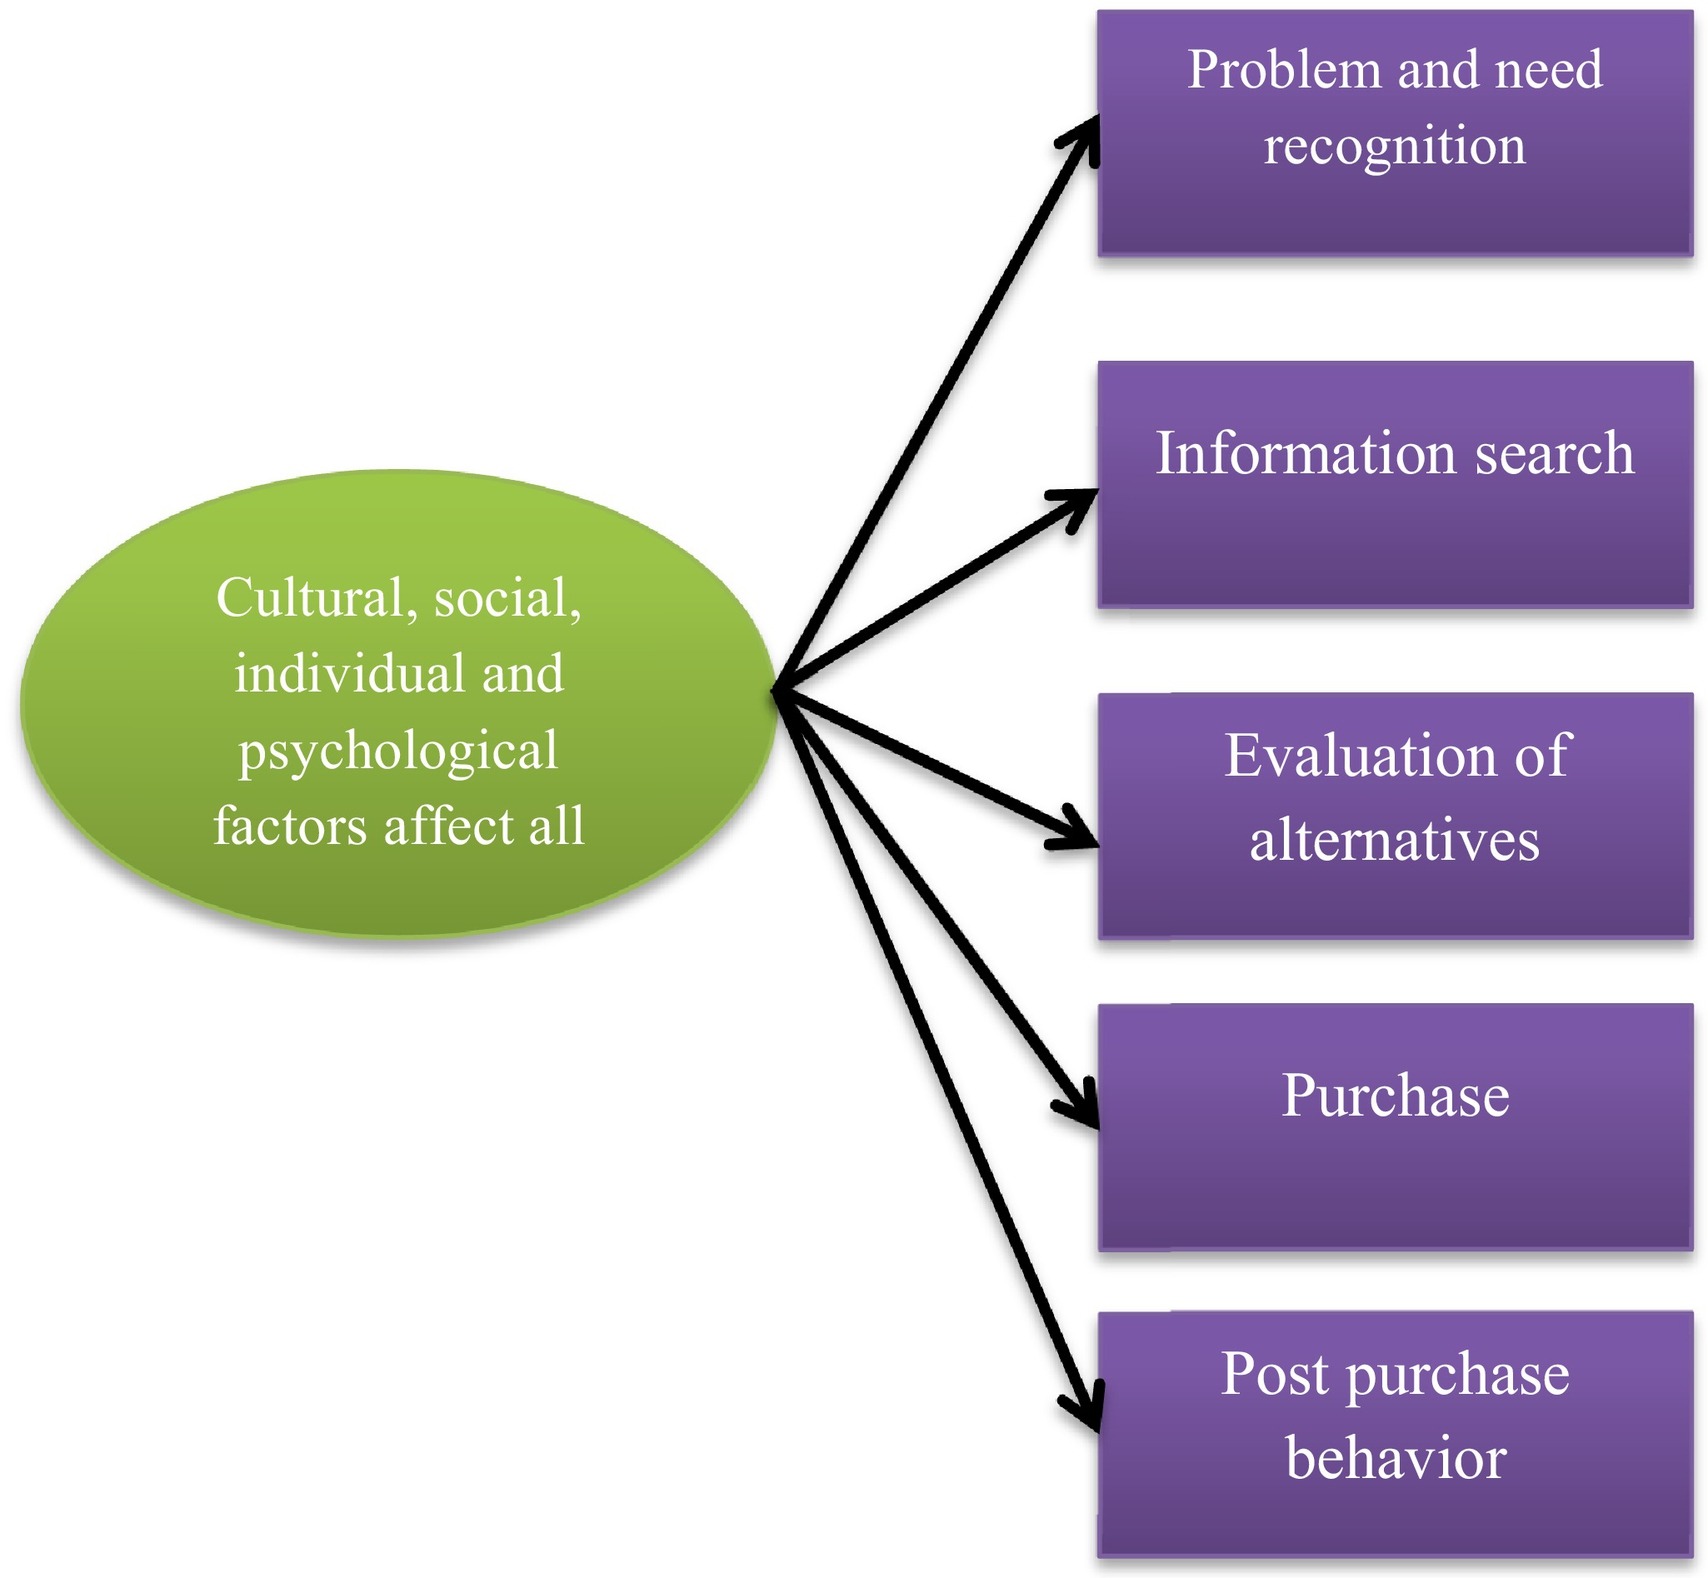 Problem and need
recognition
Information search
Cultural, social,
individual and
psychological
factors affect all
Evaluation of
alternatives
Purchase
Post purchase
behavior